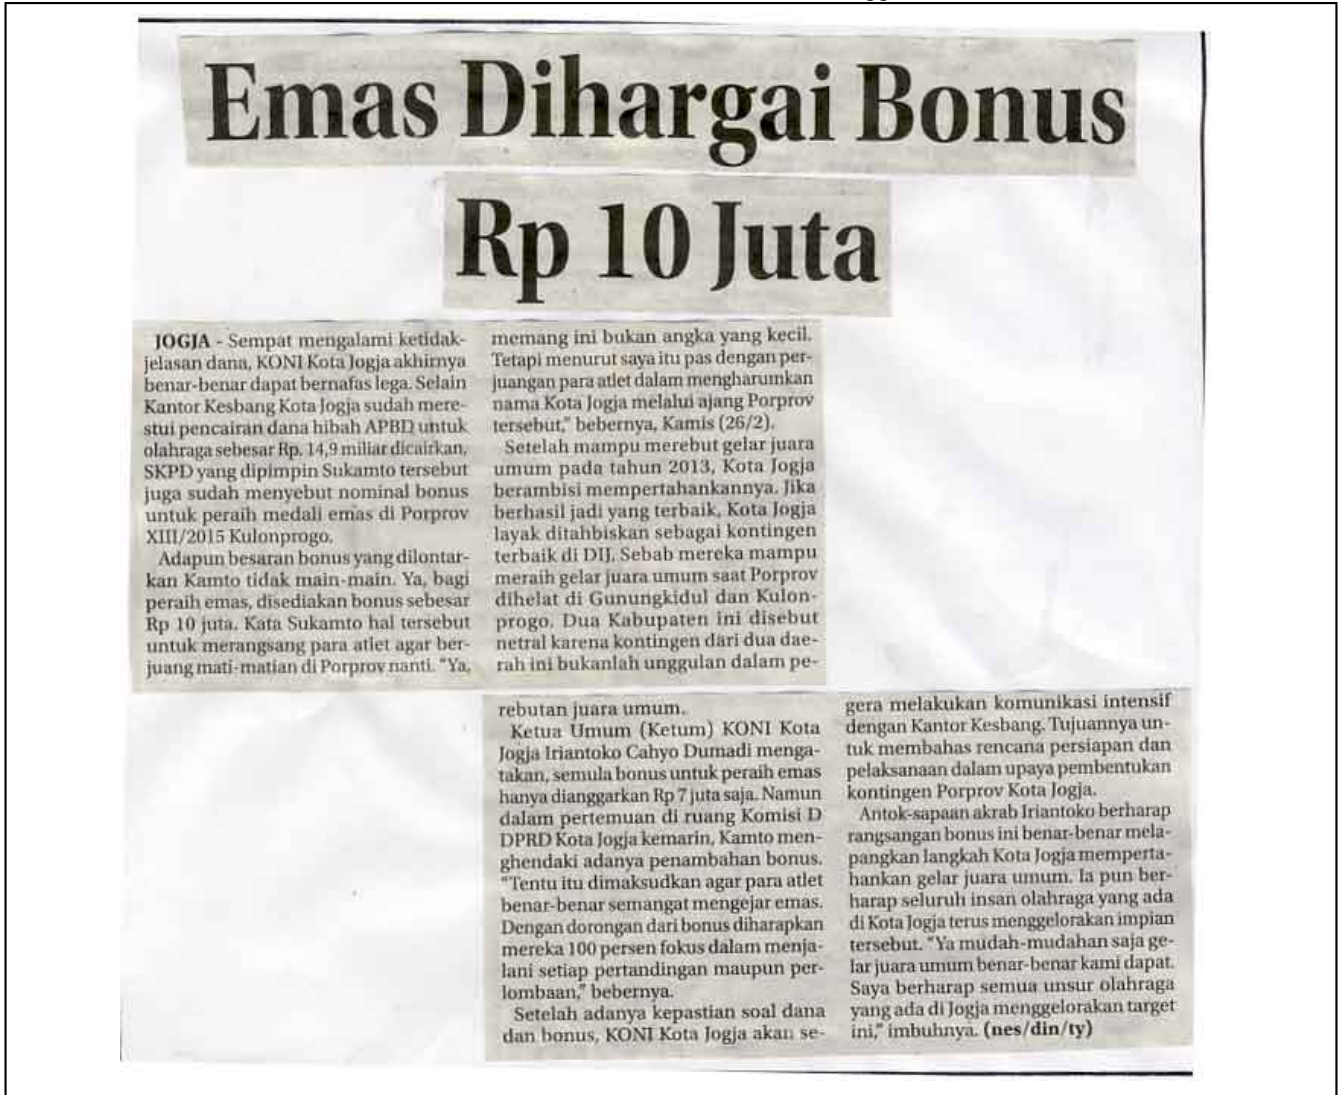 Emas Dihargai Bonus
Rp 10 Juta
JOGJA - Sempat mengalami ketidak-
jelasan dana, KONI Kota Jogja akhirnya
benar-benar dapat bernafas lega. Selain
Kantor Kesbang Kota Jogja sudah mere-
stui pencairan dana hibah APBD untuk
olahraga sebesar Rp. 14,9 miliar dicairkan,
SKPD yang dipimpin Sukamto tersebut
juga sudah menyebut nominal bonus
untuk peraih medali emas di Porprov
XIII/2015 Kulonprogo.
Adapun besaran bonus yang dilontar-
kan Kamto tidak main-main. Ya, bagi
peraih emas, disediakan bonus sebesar
Rp 10 juta. Kata Sukamto hal tersebut
untuk merangsang para atlet agar ber-
juang mati-matian di Porprov nanti. "Ya,
memang ini bukan angka yang kecil.
Tetapi menurut saya itu pas dengan per-
juangan para atlet dalam mengharumkan
nama Kota Jogja melalui ajang Porprov
tersebut," bebernya, Kamis (26/2).
Setelah mampu merebut gelar juara
umum pada tahun 2013, Kota Jogja
berambisi mempertahankannya. Jika
berhasil jadi yang terbaik, Kota Jogja
layak ditahbiskan sebagai kontingen
terbaik di DIJ. Sebab mereka mampu
meraih gelar juara umum saat Porprov
dihelat di Gunungkidul dan Kulon-
progo. Dua Kabupaten ini disebut
netral karena kontingen dari dua dae-
rah ini bukanlah unggulan dalam pe-
rebutan juara umum.
Ketua Umum (Ketum) KONI Kota
Jogja Iriantoko Cahyo Dumadi menga-
takan, semula bonus untuk peraih emas
hanya dianggarkan Rp 7 juta saja. Namun
dalam pertemuan di ruang Komisi D
DPRD Kota Jogja kemarin, Kamto men-
ghendaki adanya penambahan bonus.
"Tentu itu dimaksudkan agar para atlet
benar-benar semangat mengejar emas.
Dengan dorongan dari bonus diharapkan
mereka 100 persen fokus dalam menja-
lani setiap pertandingan maupun per-
lombaan," bebernya.
Setelah adanya kepastian soal dana
dan bonus, KONI Kota Jogja akan se-
gera melakukan komunikasi intensif
dengan Kantor Kesbang. Tujuannya un-
tuk membahas rencana persiapan dan
pelaksanaan dalam upaya pembentukan
kontingen Porprov Kota Jogja.
Antok-sapaan akrab Iriantoko berharap
rangsangan bonus ini benar-benar mela-
pangkan langkah Kota Jogja memperta-
hankan gelar juara umum. Ia pun ber-
harap seluruh insan olahraga yang ada
di Kota Jogja terus menggelorakan impian
tersebut. "Ya mudah-mudahan saja ge-
lar juara umum benar-benar kami dapat.
Saya berharap semua unsur olahraga
yang ada di Jogja menggelorakan target
ini," imbuhnya. (nes/din/ty)